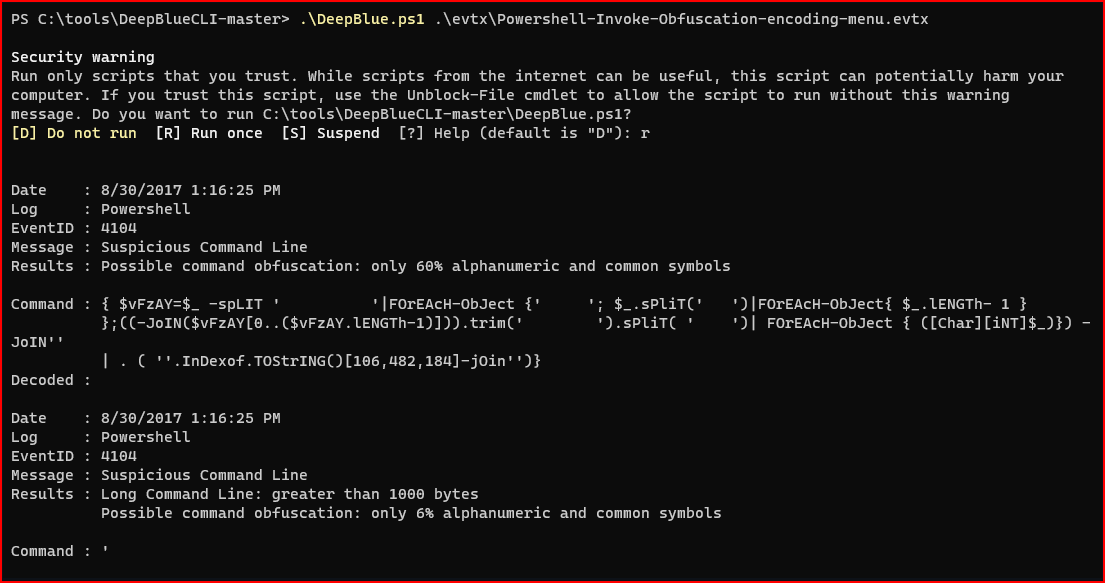 PS C:\tools\DeepBlueCLI-master> .\DeepBlue.ps1 .\evtx\Powershell-Invoke-Obfuscation-encoding-menu.evtx

Security warning
Run only scripts that you trust. While scripts from the internet can be useful, this script can potentially harm your
computer. If you trust this script, use the Unblock-File cmdlet to allow the script to run without this warning
message. Do you want to run C:\tools\DeepBlueCLI-master\DeepBlue.ps1?
[D] Do not run  [R] Run once  [S] Suspend  [?] Help (default is "D"): r


Date    : 8/30/2017 1:16:25 PM
Log     : Powershell
EventID : 4104
Message : Suspicious Command Line
Results : Possible command obfuscation: only 60% alphanumeric and common symbols

Command : { $vFzAY=$_ -spLIT '          '|FOrEAcH-ObJect {'     '; $_.sPliT('   ')|FOrEAcH-ObJect{ $_.lENGTh- 1 }
          };((-JoIN($vFzAY[0..($vFzAY.lENGTh-1)])).trim('        ').sPliT( '    ')| FOrEAcH-ObJect { ([Char][iNT]$_)}) -
JoIN''
          | . ( ''.InDexof.TOStrING()[106,482,184]-jOin'')}
Decoded :

Date    : 8/30/2017 1:16:25 PM
Log     : Powershell
EventID : 4104
Message : Suspicious Command Line
Results : Long Command Line: greater than 1000 bytes
          Possible command obfuscation: only 6% alphanumeric and common symbols

Command : '